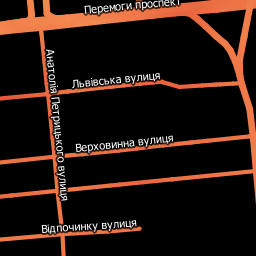 Перемоги проспект
Львівська вулиця
Анатолія Петрицького вулиця
Верховинна вулиця
Відпочинку вулиця